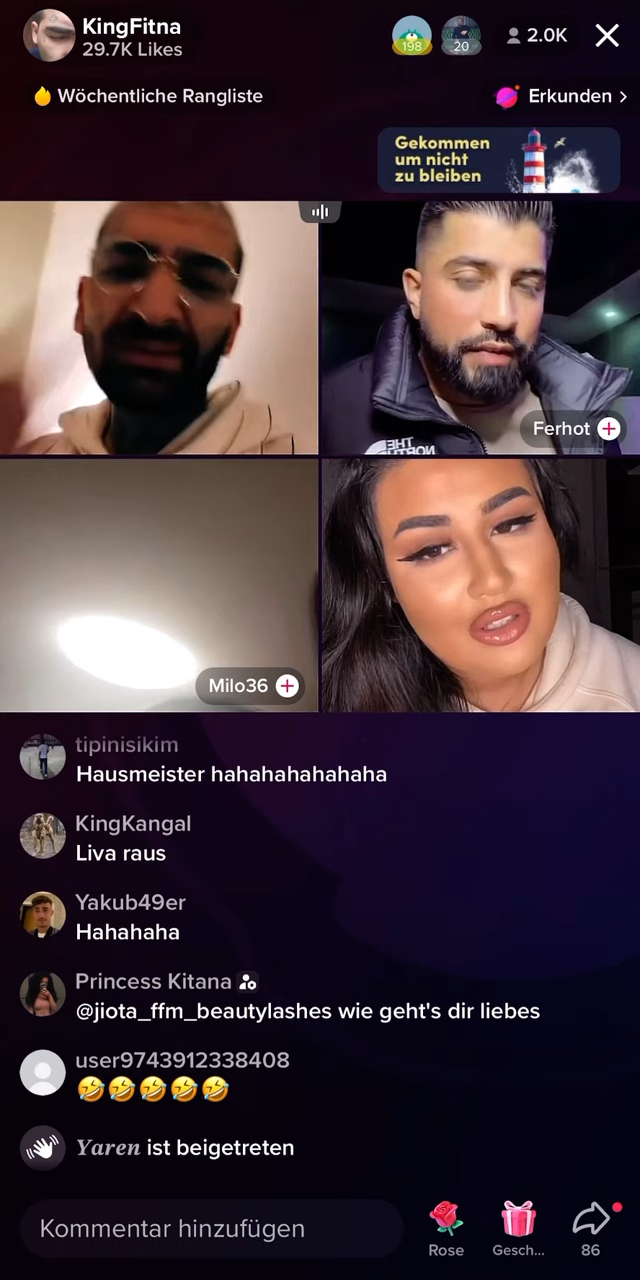 KingFitna
29.7K Likes
198
20
2.0K
Wöchentliche Rangliste
Erkunden >
Gekommen
um nicht
zu bleiben
THE
NORTH
Ferhot
Milo36
tipinisikim
Hausmeister hahahahahahaha
KingKangal
Liva raus
Yakub49er
Hahahaha
Princess Kitana
@jiota_ffm_beautylashes wie geht's dir liebes
user9743912338408
🤣🤣🤣🤣🤣
Yaren ist beigetreten
Kommentar hinzufügen
Rose
Gesch...
86